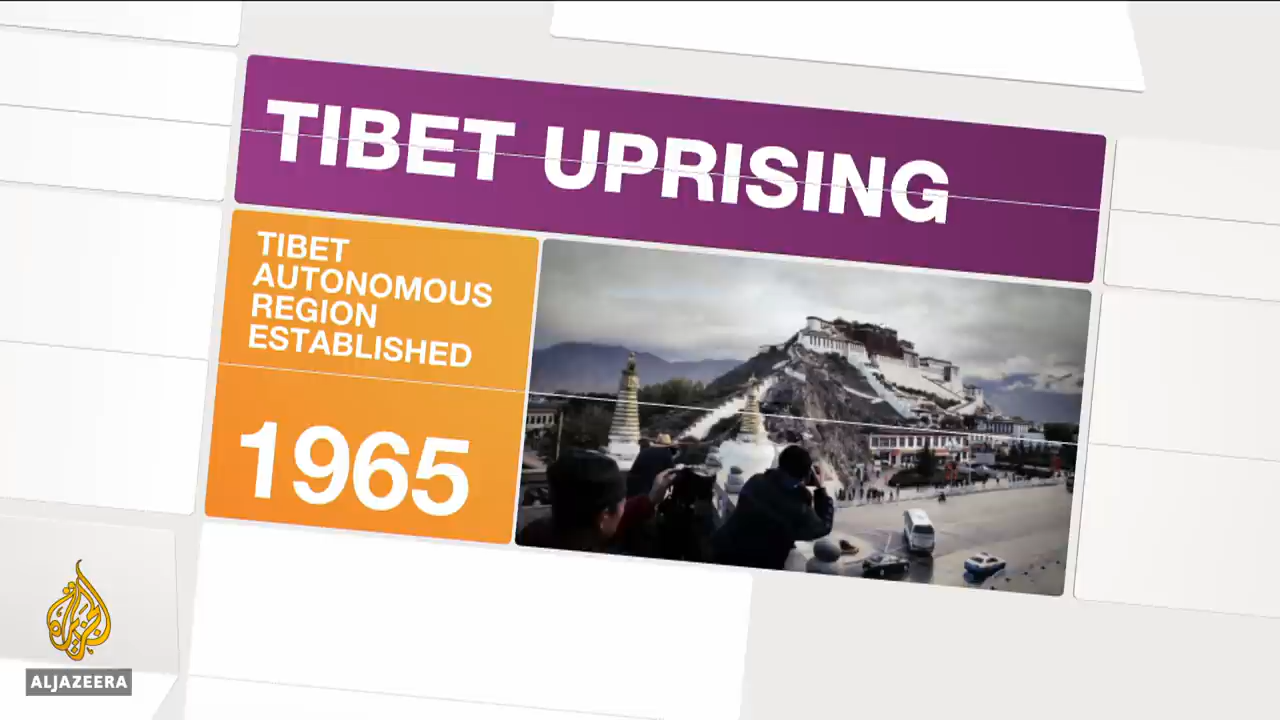 TIBET UPRISING
TIBET
AUTONOMOUS
REGION
ESTABLISHED
1965
ALJAZEERA